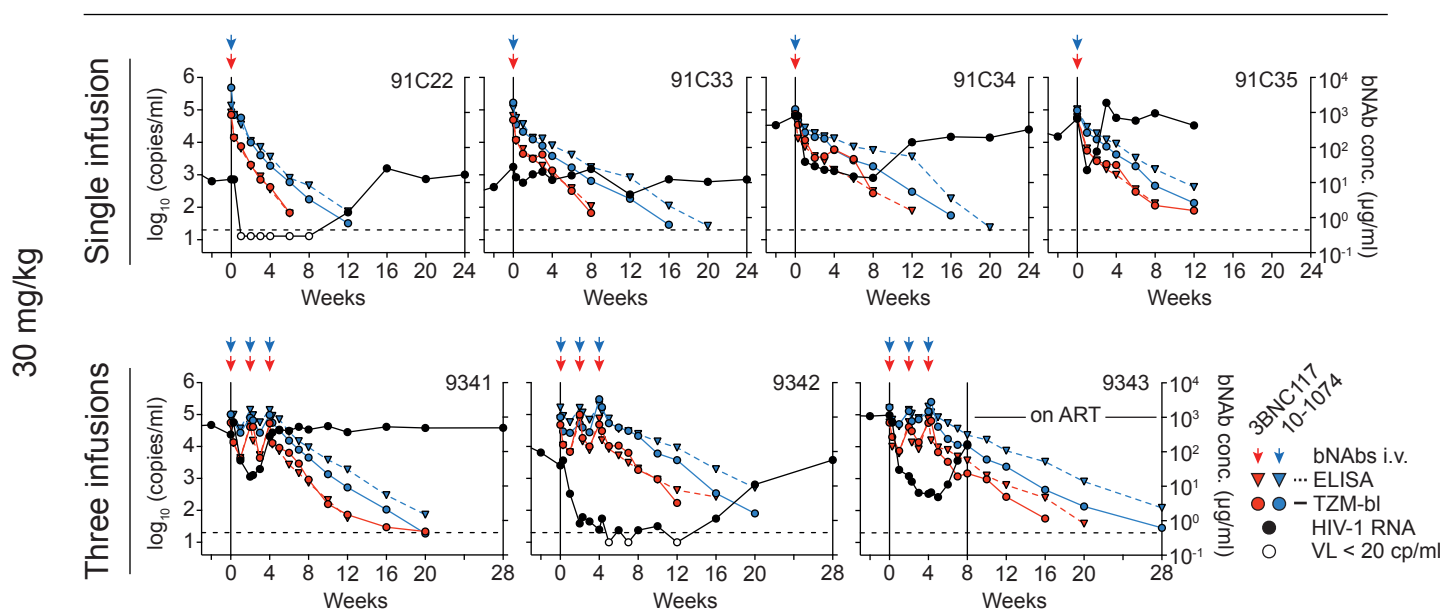 30 mg/kg
Single infusion
91C22
91C33
91C34
91C35
log10 (copies/ml)
6
5
4
3
2
1
0 4 8 12 16 20 24
0 4 8 12 16 20 24
0 4 8 12 16 20 24
0 4 8 12 16 20 24
Weeks
Weeks
Weeks
Weeks
10^4
10^3
10^2
10^1
10^0
10^-1
bNAb conc. (µg/ml)
Three infusions
9341
9342
9343
log10 (copies/ml)
6
5
4
3
2
1
on ART
0 4 8 12 16 20 24 28
0 4 8 12 16 20 24 28
0 4 8 12 16 20 24 28
Weeks
Weeks
Weeks
10^4
10^3
10^2
10^1
10^0
10^-1
bNAb conc. (µg/ml)
3BNC117
10-1074
bNAbs i.v.
ELISA
TZM-bl
HIV-1 RNA
VL < 20 cp/ml